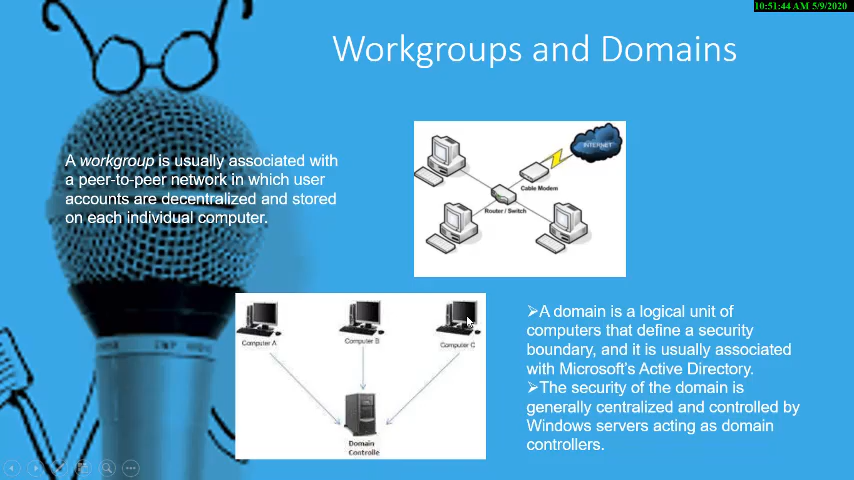 10:51:44 AM 5/9/2020
Workgroups and Domains
A workgroup is usually associated with
a peer-to-peer network in which user
accounts are decentralized and stored
on each individual computer.
INTERNET
Cable Modem
Router / Switch
Computer A
Computer B
Computer C
Domain
Controlle
➢A domain is a logical unit of
computers that define a security
boundary, and it is usually associated
with Microsoft's Active Directory.
➢The security of the domain is
generally centralized and controlled by
Windows servers acting as domain
controllers.